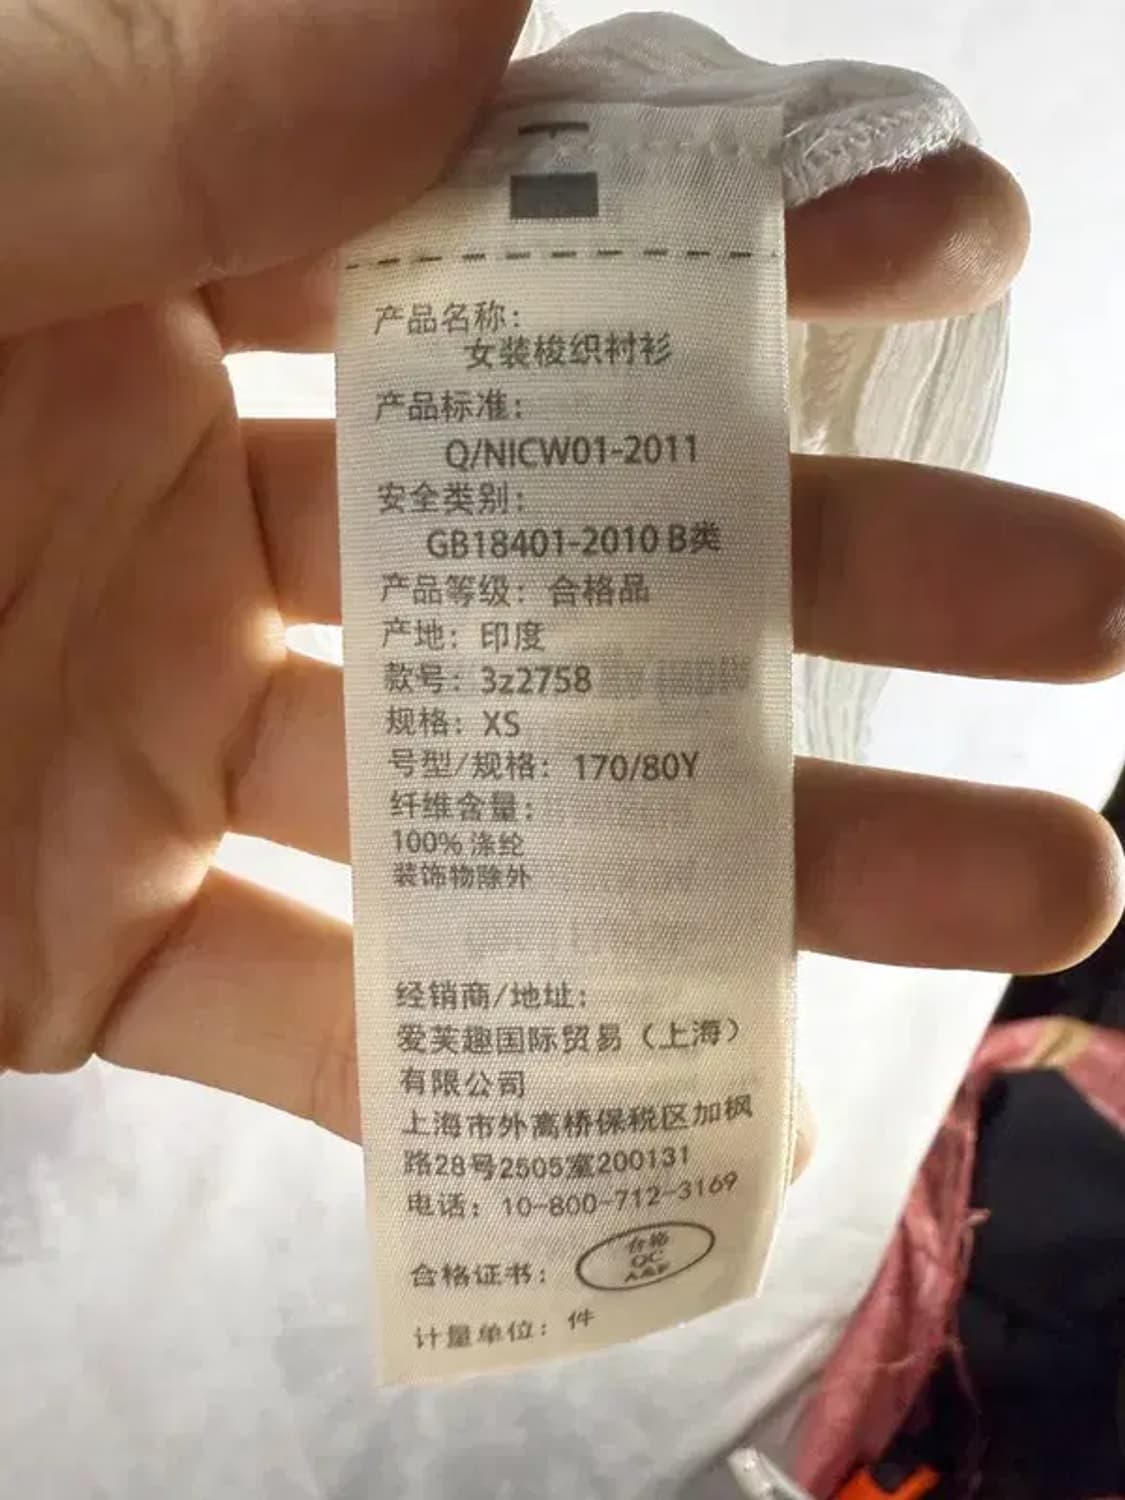 产品名称：
女装梭织衬衫
产品标准：
Q/NICW01-2011
安全类别：
GB18401-2010 B类
产品等级：合格品
产地：印度
款号：3z2758
规格：XS
号型/规格：170/80Y
纤维含量：
100% 涤纶
装饰物除外
经销商/地址：
爱芙趣国际贸易（上海）
有限公司
上海市外高桥保税区加枫
路28号2505室200131
电话：10-800-712-3169
合格
QC
A&F
合格证书：
计量单位：件